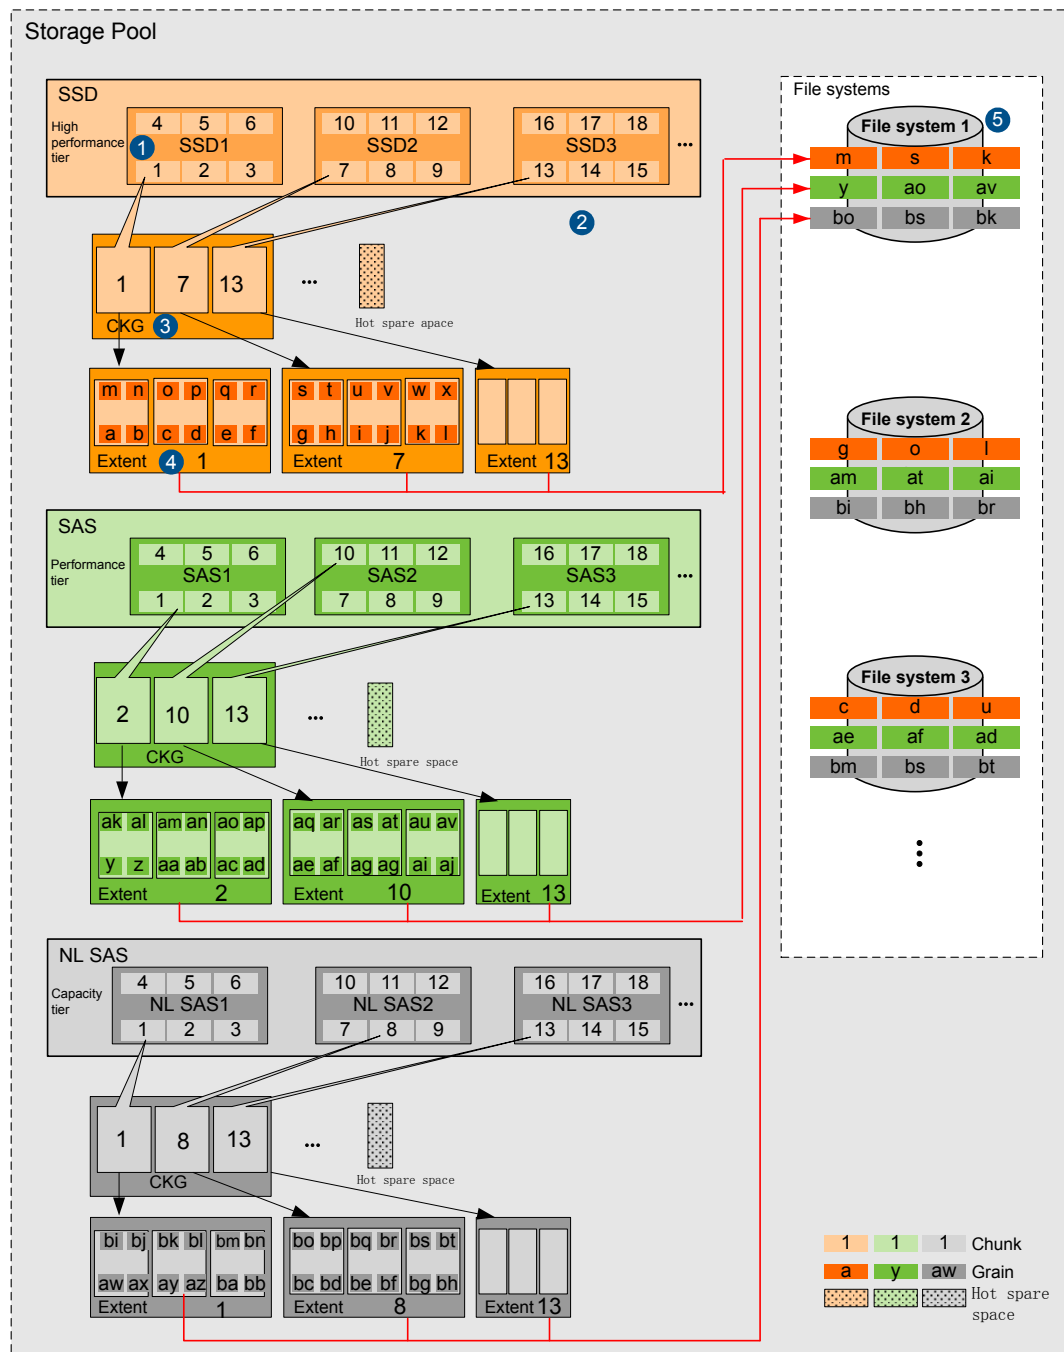 Storage Pool
SSD
High performance tier
1
4 5 6
SSD1
1 2 3
10 11 12
SSD2
7 8 9
16 17 18
SSD3
13 14 15
...
2
1 7 13
...
CKG 3
Hot spare apace
m n o p q r
a b c d e f
Extent 4 1
s t u v w x
g h i j k l
Extent 7
Extent 13
SAS
Performance tier
4 5 6
SAS1
1 2 3
10 11 12
SAS2
7 8 9
16 17 18
SAS3
13 14 15
...
2 10 13
...
CKG
Hot spare space
ak al am an ao ap
y z aa ab ac ad
Extent 2
aq ar as at au av
ae af ag ag ai aj
Extent 10
Extent 13
NL SAS
Capacity tier
4 5 6
NL SAS1
1 2 3
10 11 12
NL SAS2
7 8 9
16 17 18
NL SAS3
13 14 15
...
1 8 13
...
CKG
Hot spare space
bi bj bk bl bm bn
aw ax ay az ba bb
Extent 1
bo bp bq br bs bt
bc bd be bf bg bh
Extent 8
Extent 13
File systems
File system 1 5
m s k
y ao av
bo bs bk
File system 2
g o l
am at ai
bi bh br
File system 3
c d u
ae af ad
bm bs bt
1 1 1 Chunk
a y aw Grain
Hot spare
space